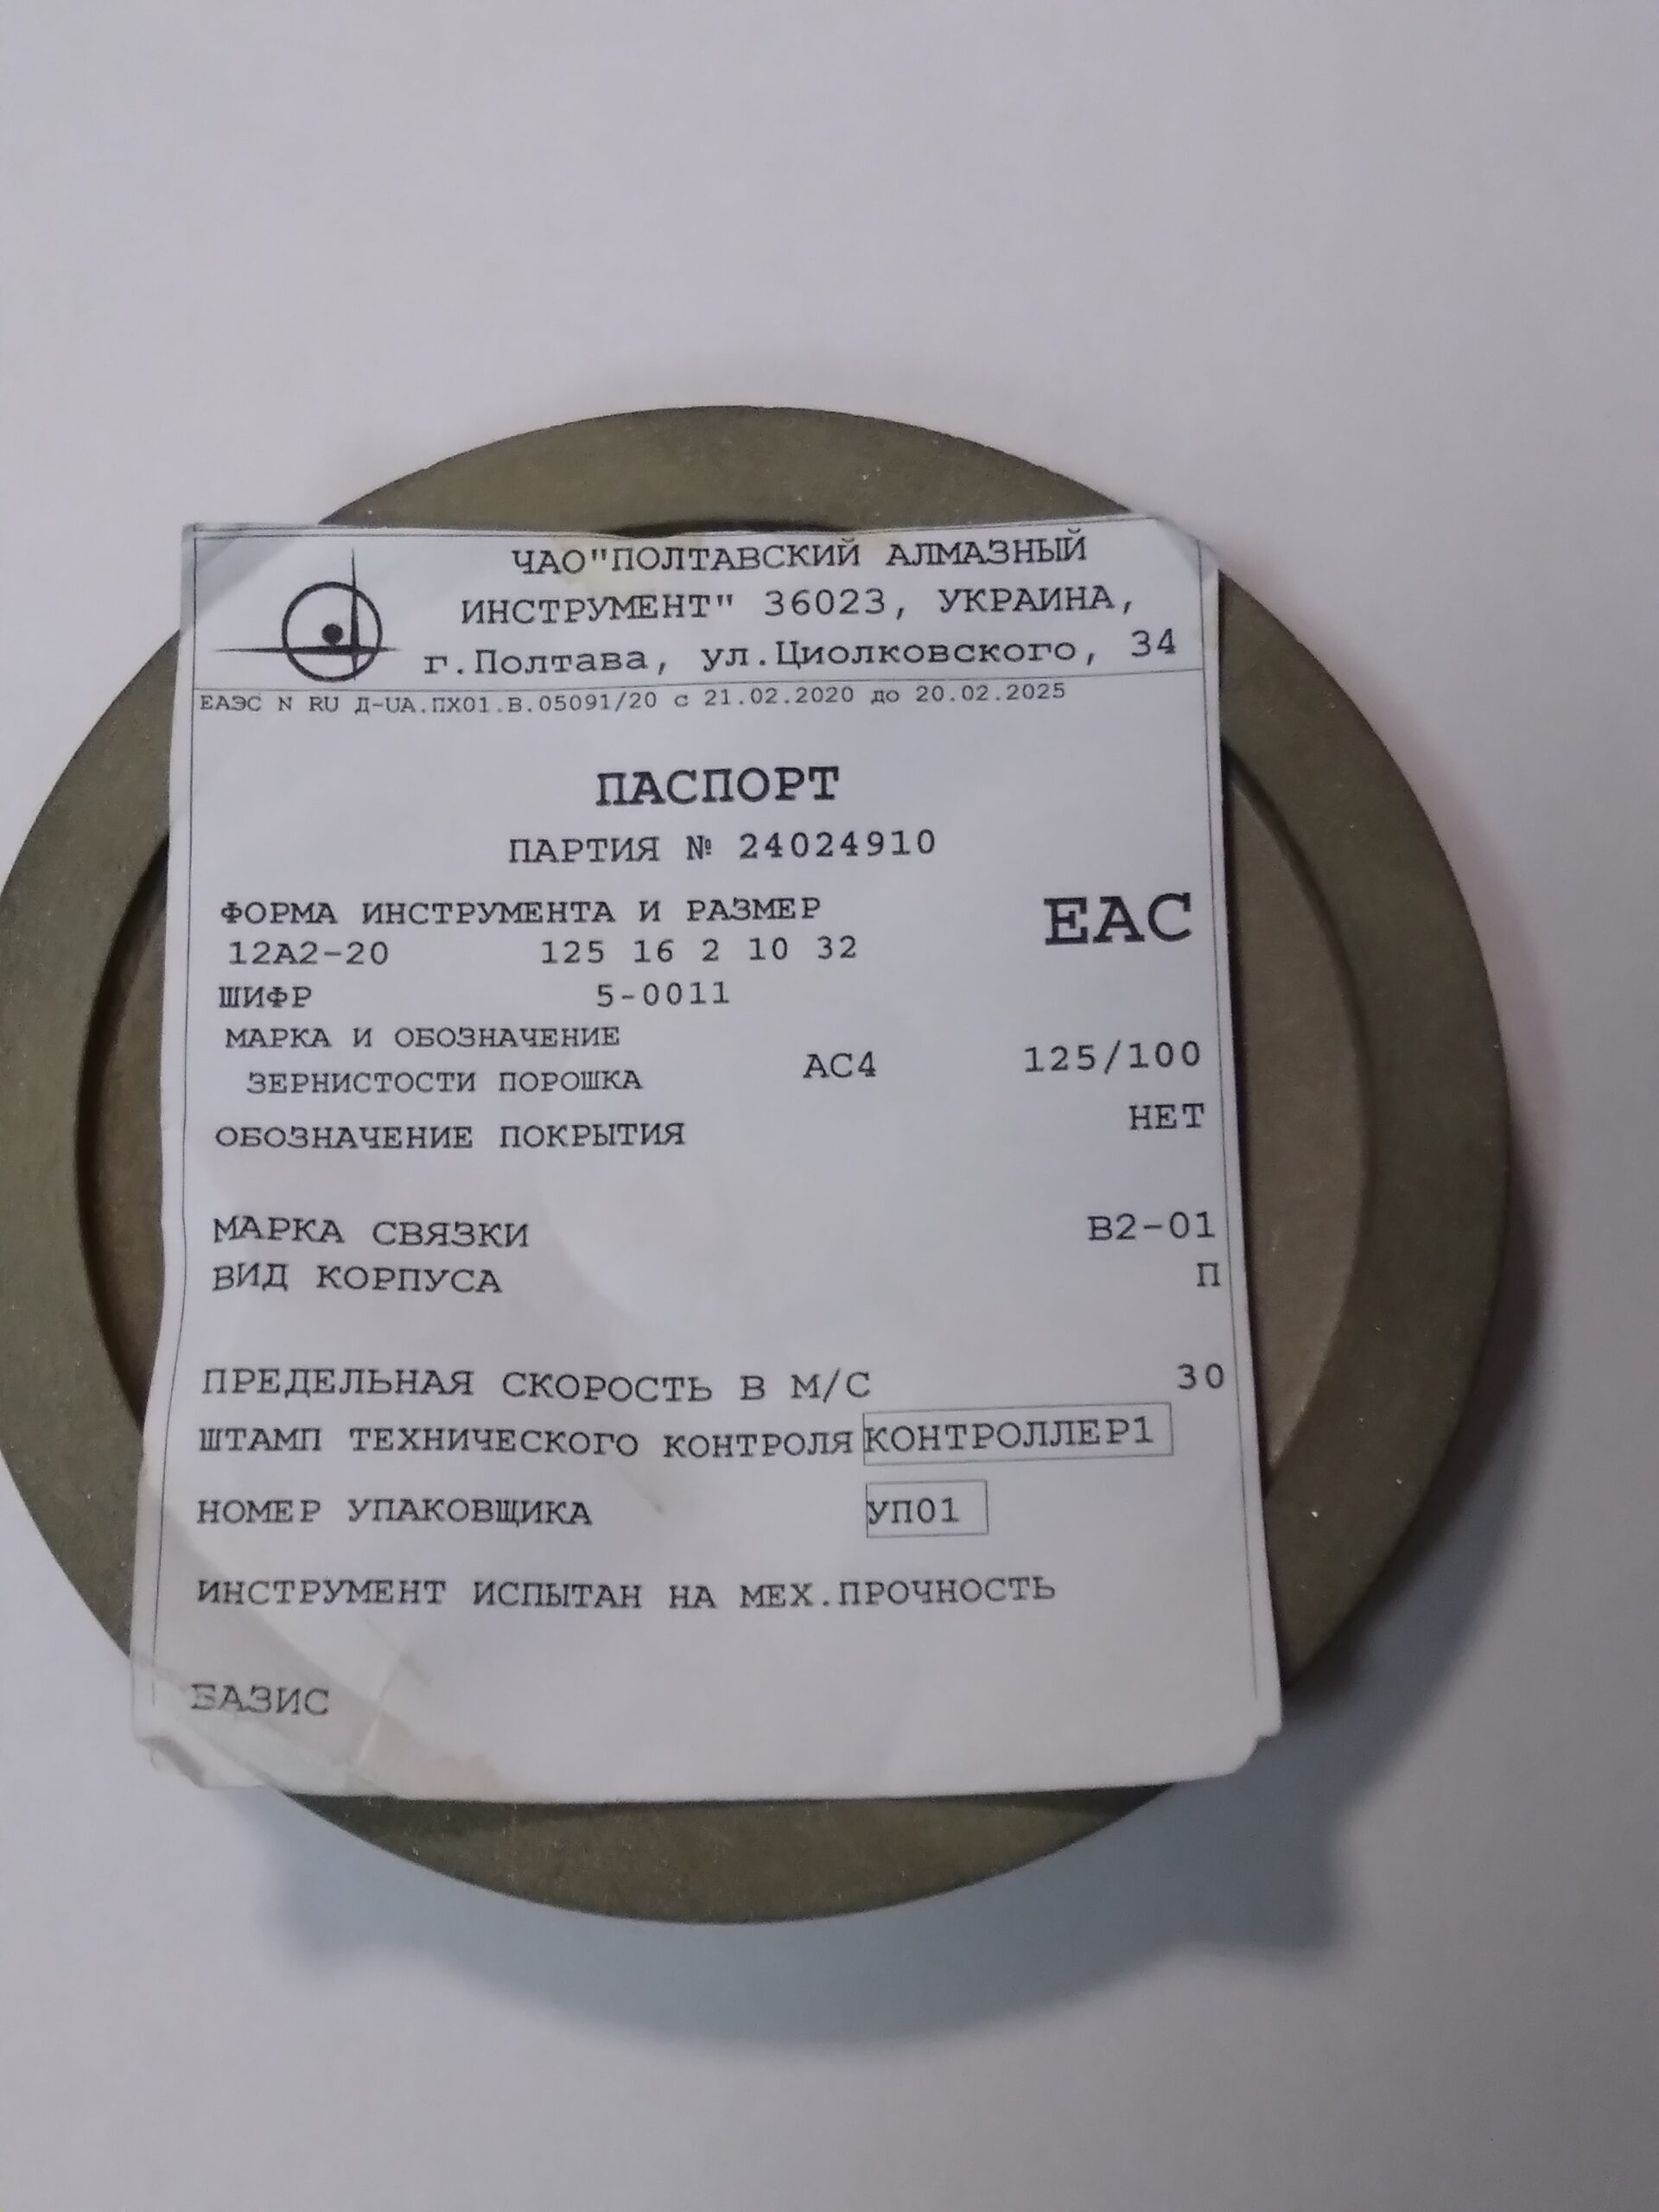 ЧАО"ПОЛТАВСКИЙ АЛМАЗНЫЙ
ИНСТРУМЕНТ" 36023, УКРАИНА,
г.Полтава, ул.Циолковского, 34
ЕАЭС N RU Д-UA.ПХ01.В.05091/20 с 21.02.2020 до 20.02.2025
ПАСПОРТ
ПАРТИЯ № 24024910
ФОРМА ИНСТРУМЕНТА И РАЗМЕР
EAC
12A2-20 125 16 2 10 32
ШИФР 5-0011
МАРКА И ОБОЗНАЧЕНИЕ
ЗЕРНИСТОСТИ ПОРОШКА АС4 125/100
ОБОЗНАЧЕНИЕ ПОКРЫТИЯ НЕТ
МАРКА СВЯЗКИ В2-01
ВИД КОРПУСА П
ПРЕДЕЛЬНАЯ СКОРОСТЬ В М/С 30
ШТАМП ТЕХНИЧЕСКОГО КОНТРОЛЯ КОНТРОЛЛЕР1
НОМЕР УПАКОВЩИКА УП01
ИНСТРУМЕНТ ИСПЫТАН НА МЕХ.ПРОЧНОСТЬ
БАЗИС